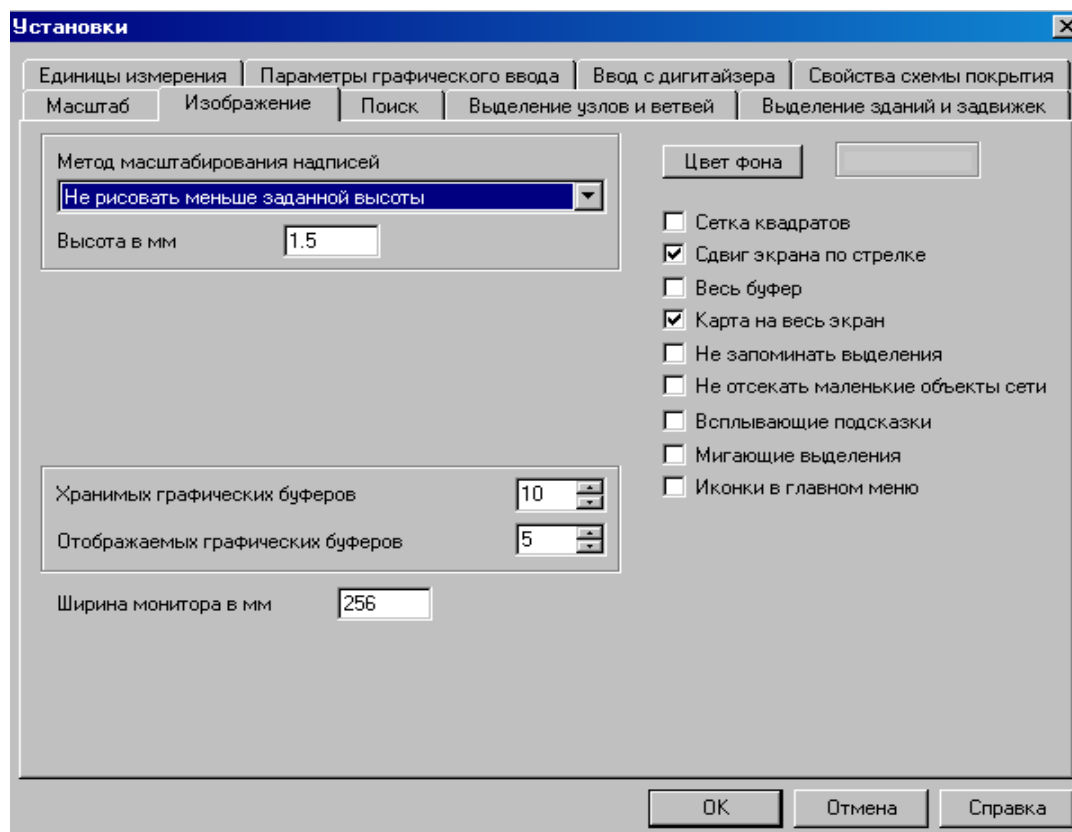 Установки
Единицы измерения
Параметры графического ввода
Ввод с дигитайзера
Свойства схемы покрытия
Масштаб
Изображение
Поиск
Выделение узлов и ветвей
Выделение зданий и задвижек
Метод масштабирования надписей
Не рисовать меньше заданной высоты
Высота в мм
1.5
Хранимых графических буферов
10
Отображаемых графических буферов
5
Ширина монитора в мм
256
Цвет фона
Сетка квадратов
Сдвиг экрана по стрелке
Весь буфер
Карта на весь экран
Не запоминать выделения
Не отсекать маленькие объекты сети
Всплывающие подсказки
Мигающие выделения
Иконки в главном меню
OK
Отмена
Справка